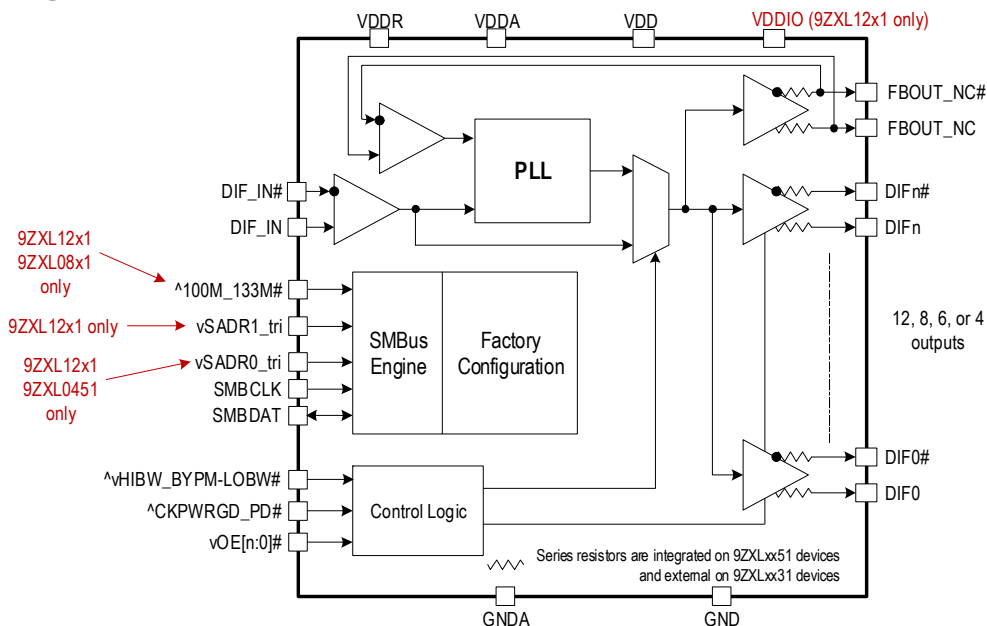 VDDR
VDDA
VDD
VDDIO (9ZXL12x1 only)
FBOUT_NC#
FBOUT_NC
PLL
DIF_IN#
DIF_IN
DIFn#
DIFn
9ZXL12x1
9ZXL08x1
only
^100M_133M#
9ZXL12x1 only
vSADR1_tri
9ZXL12x1
9ZXL0451
only
vSADR0_tri
SMBCLK
SMBDAT
SMBus
Engine
Factory
Configuration
12, 8, 6, or 4
outputs
^vHIBW_BYPM-LOBW#
^CKPWRGD_PD#
vOE[n:0]#
Control Logic
DIF0#
DIF0
Series resistors are integrated on 9ZXLxx51 devices
and external on 9ZXLxx31 devices
GNDA
GND